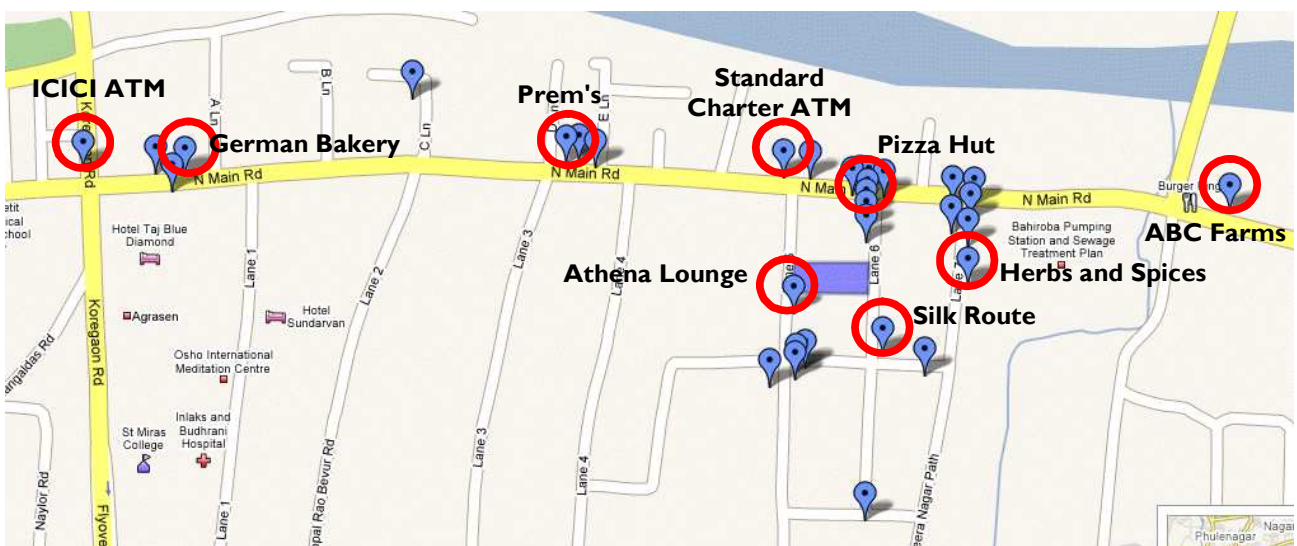 ICICI ATM
German Bakery
Prem's
Standard
Charter ATM
Pizza Hut
ABC Farms
Athena Lounge
Herbs and Spices
Silk Route
A Ln
B Ln
C Ln
E Ln
N Main Rd
N Main Rd
N Main
N Main Rd
Hotel Taj Blue
Diamond
Agrasen
Hotel
Sundarvan
Osho International
Meditation Centre
St Miras
College
Inlaks and
Budhrani
Hospital
Bahiroba Pumping
Station and Sewage
Treatment Plan
Koregaon Rd
Naylor Rd
Lane 1
Lane 1
Lane 2
Lane 3
Lane 3
Lane 4
Lane 4
Lane 6
Phulenagar